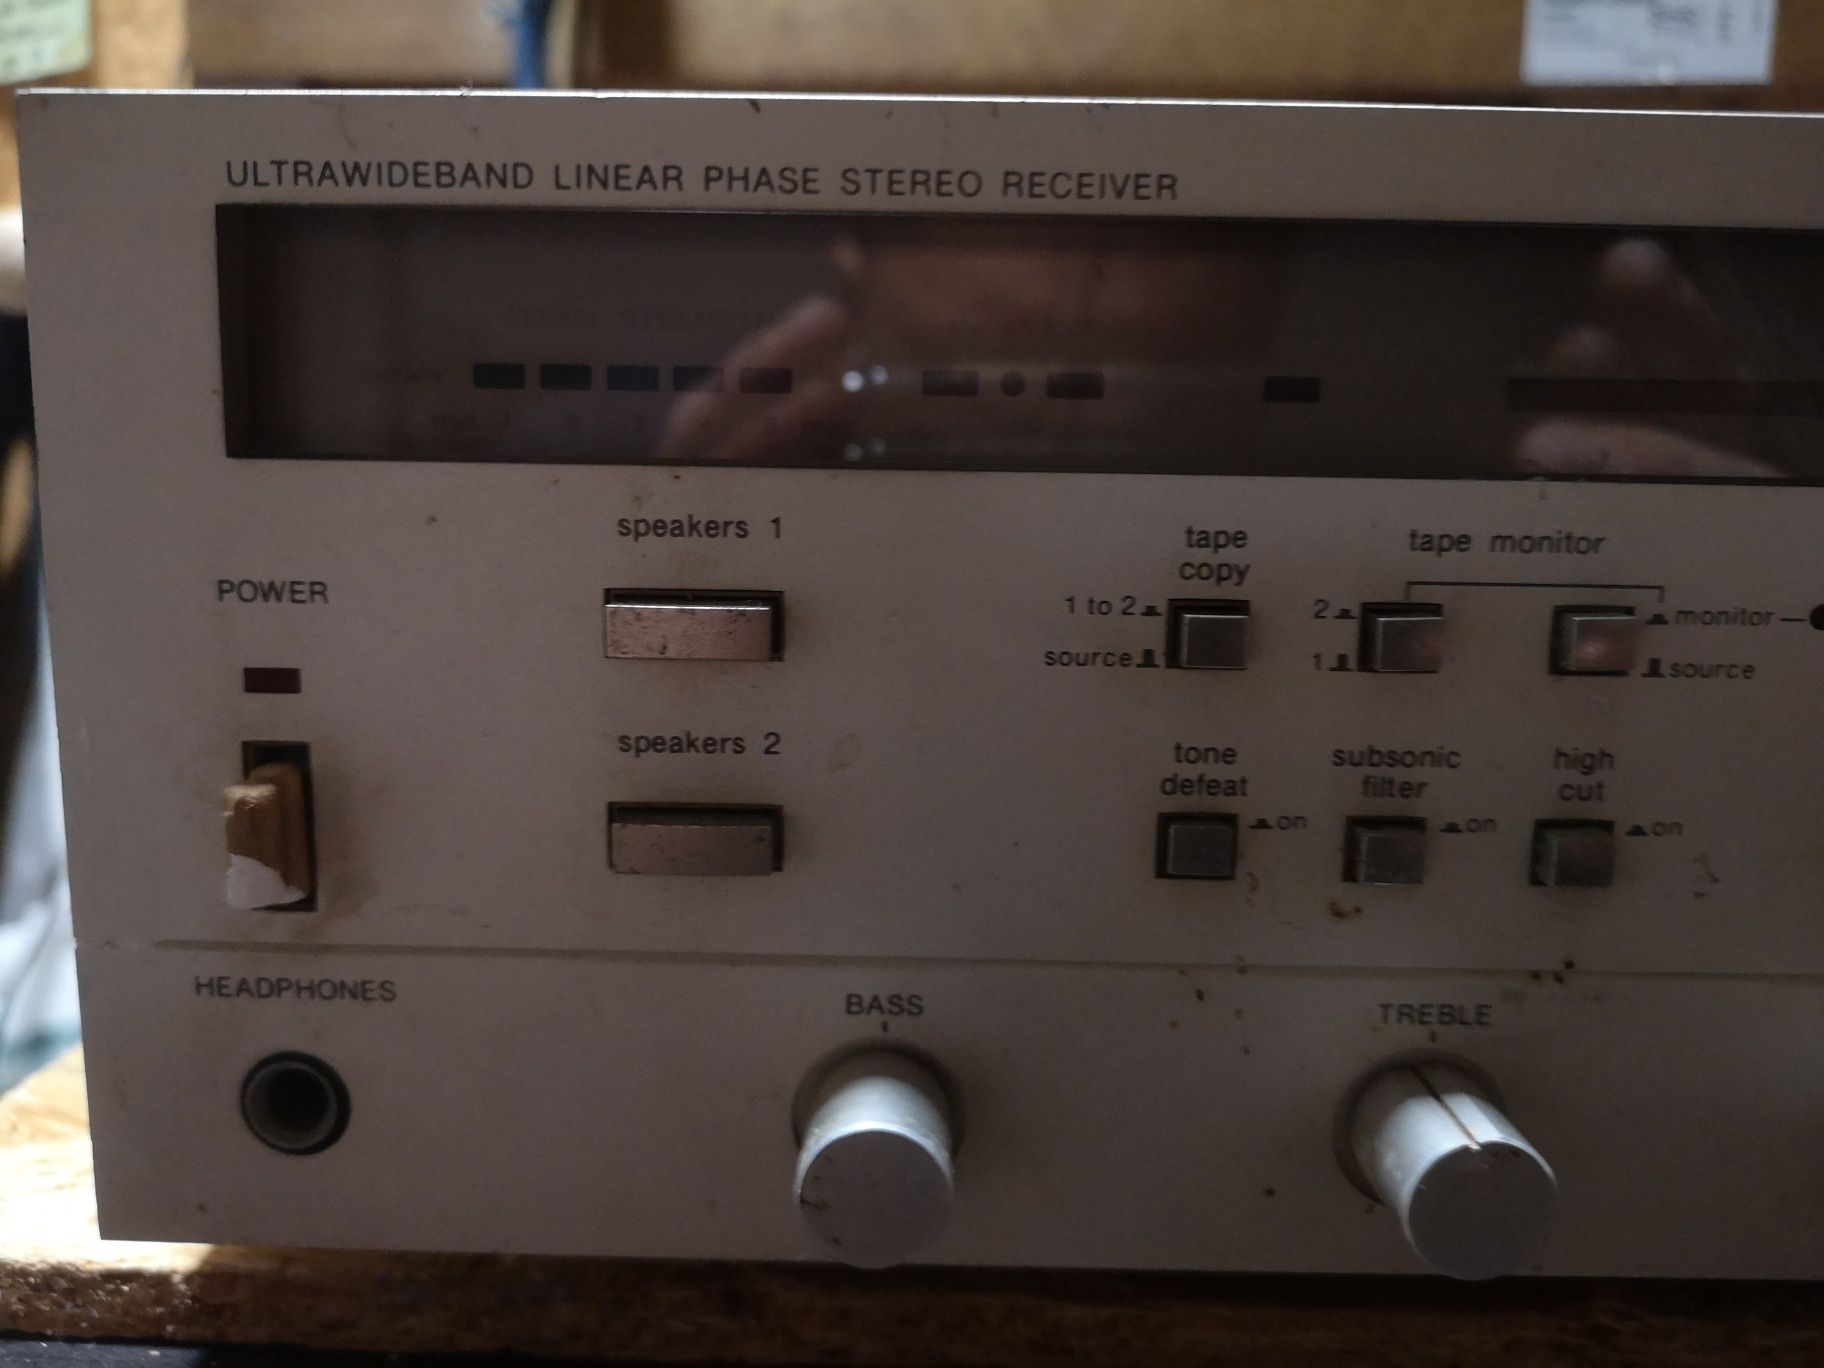 ULTRAWIDEBAND LINEAR PHASE STEREO RECEIVER
speakers 1
tape copy
tape monitor
POWER
1 to 2
2
monitor
source
1
source
speakers 2
tone defeat
subsonic filter
high cut
on
on
on
HEADPHONES
BASS
TREBLE